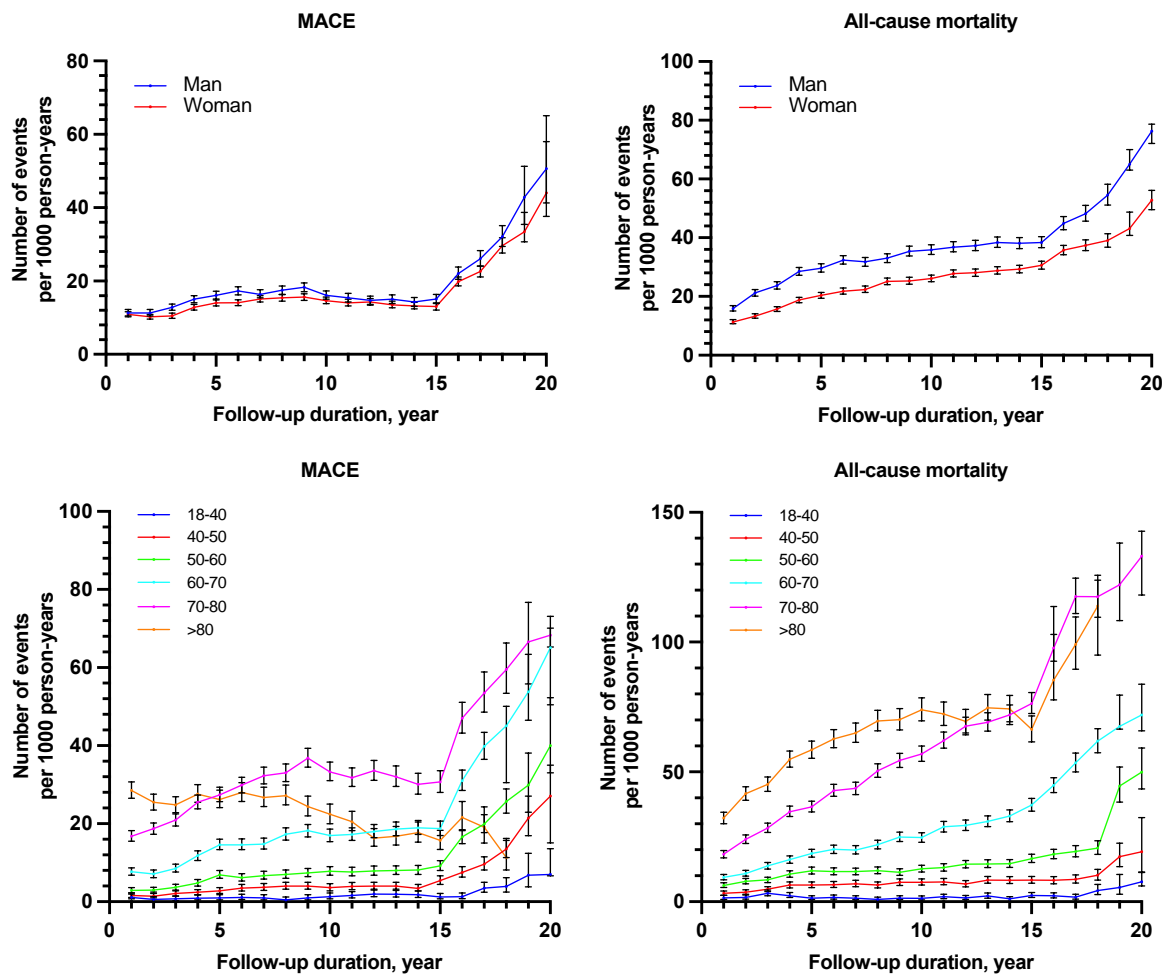 MACE
80
60
40
20
0
0
5
10
15
20
Man
Woman
Number of events
per 1000 person-years
Follow-up duration, year
All-cause mortality
100
80
60
40
20
0
0
5
10
15
20
Man
Woman
Number of events
per 1000 person-years
Follow-up duration, year
MACE
100
80
60
40
20
0
0
5
10
15
20
18-40
40-50
50-60
60-70
70-80
>80
Number of events
per 1000 person-years
Follow-up duration, year
All-cause mortality
150
100
50
0
0
5
10
15
20
18-40
40-50
50-60
60-70
70-80
>80
Number of events
per 1000 person-years
Follow-up duration, year